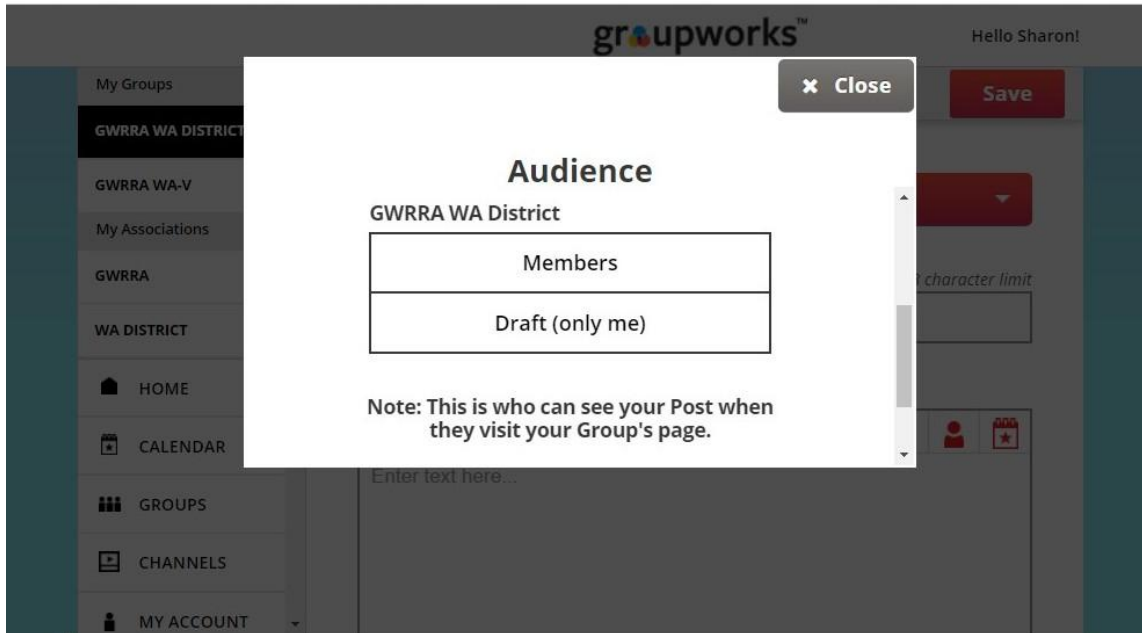 groupworks™
Hello Sharon!
My Groups
GWRRA WA DISTRICT
GWRRA WA-V
My Associations
GWRRA
WA DISTRICT
HOME
CALENDAR
GROUPS
CHANNELS
MY ACCOUNT
✖ Close
Save
Audience
GWRRA WA District
Members
Draft (only me)
Note: This is who can see your Post when
they visit your Group's page.
character limit
Enter text here...